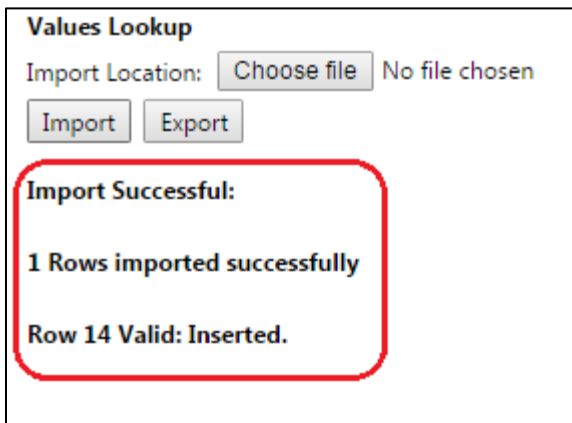 Values Lookup
Import Location: Choose file No file chosen
Import Export
Import Successful:
1 Rows imported successfully
Row 14 Valid: Inserted.